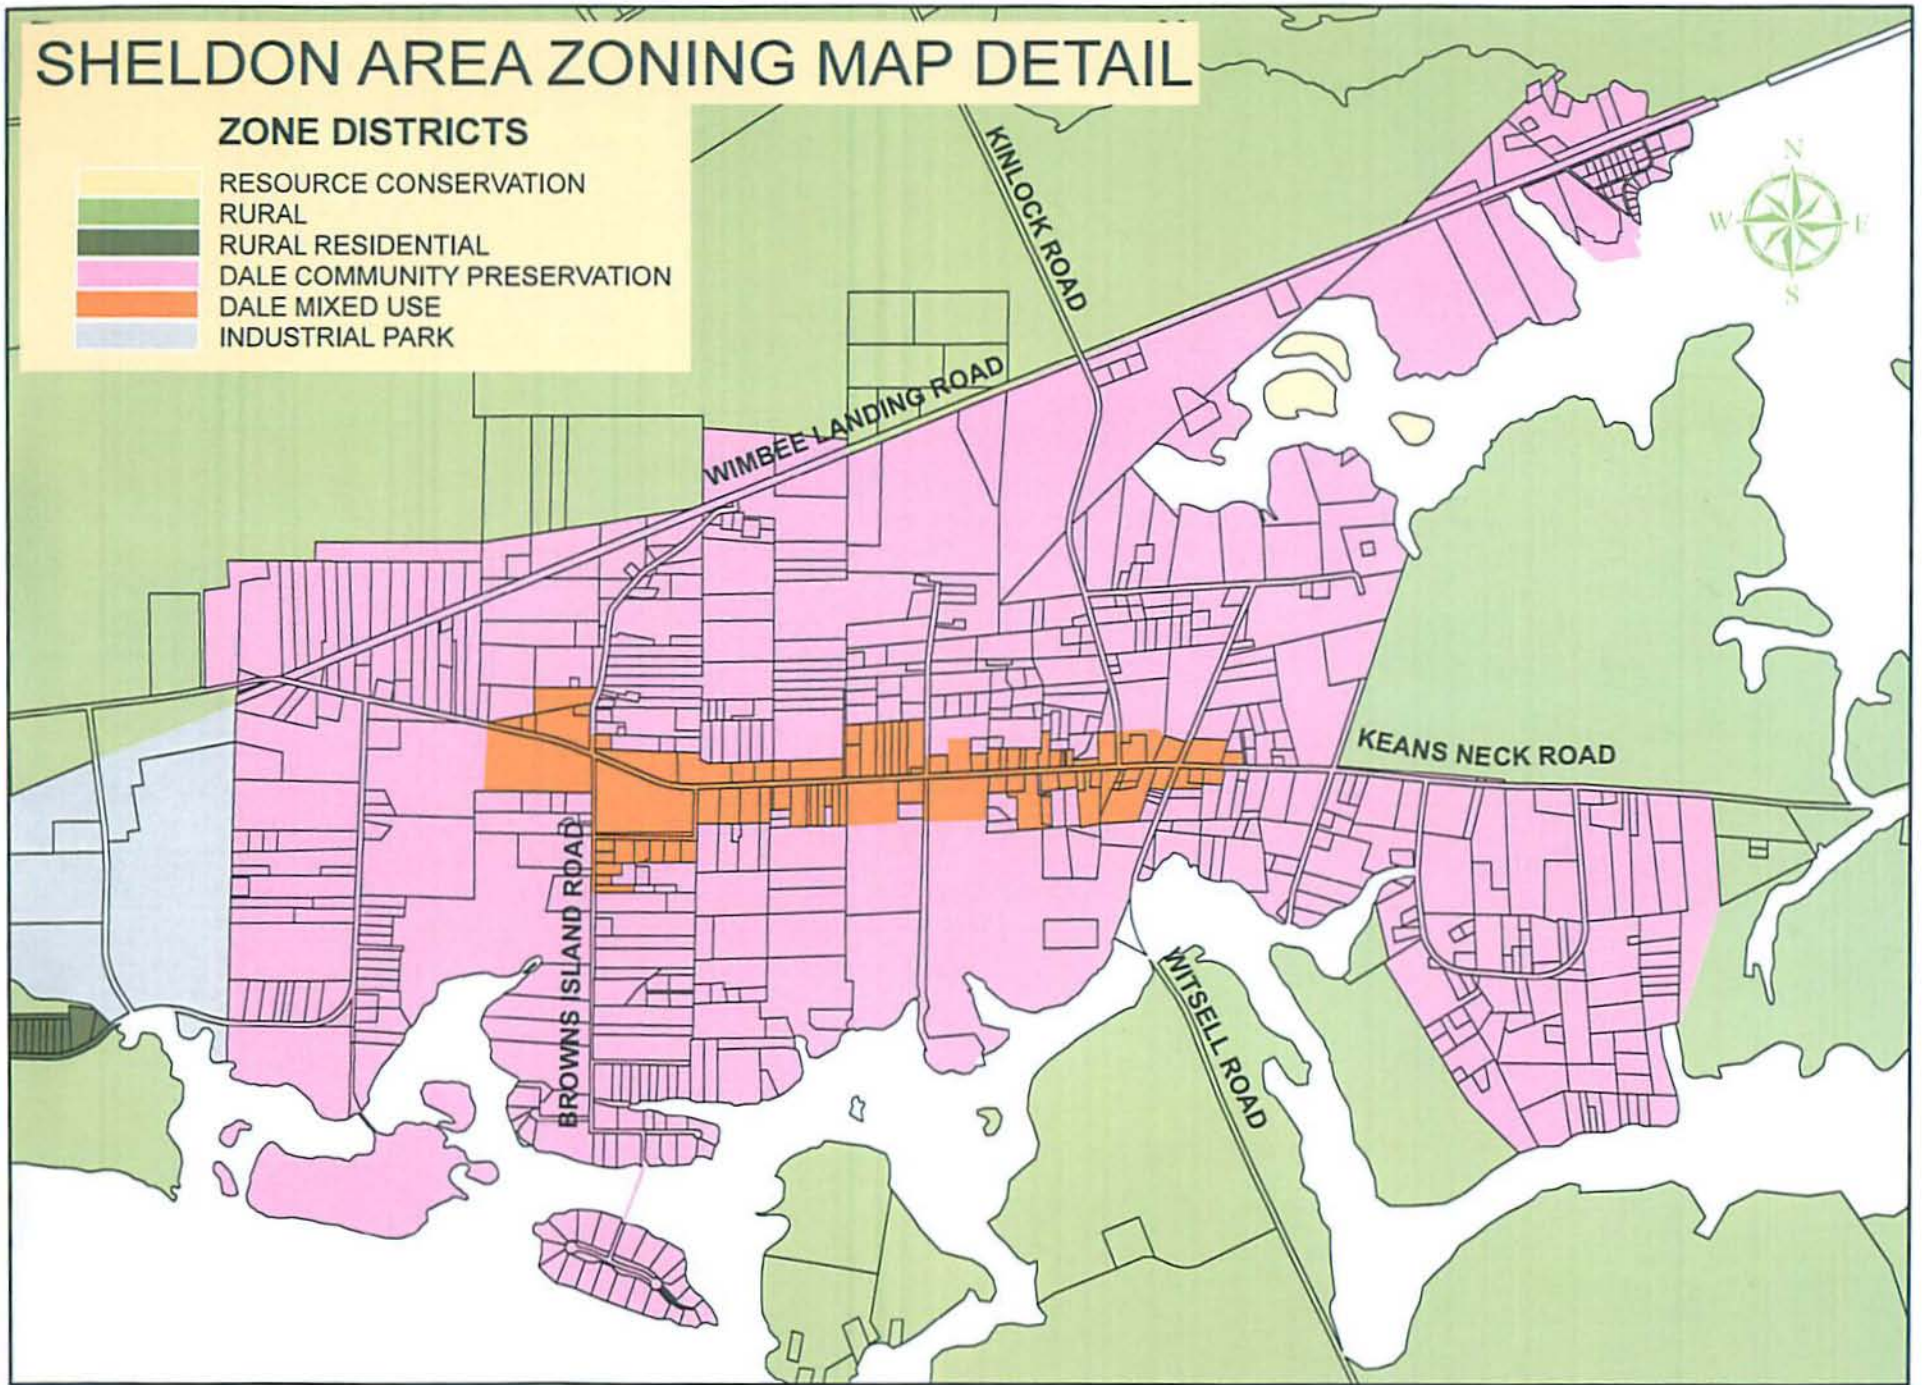 SHELDON AREA ZONING MAP DETAIL
ZONE DISTRICTS
RESOURCE CONSERVATION
RURAL
RURAL RESIDENTIAL
DALE COMMUNITY PRESERVATION
DALE MIXED USE
INDUSTRIAL PARK
KINLOCK ROAD
N
W
E
S
WIMBEE LANDING ROAD
KEANS NECK ROAD
BROWNS ISLAND ROAD
WITSELL ROAD